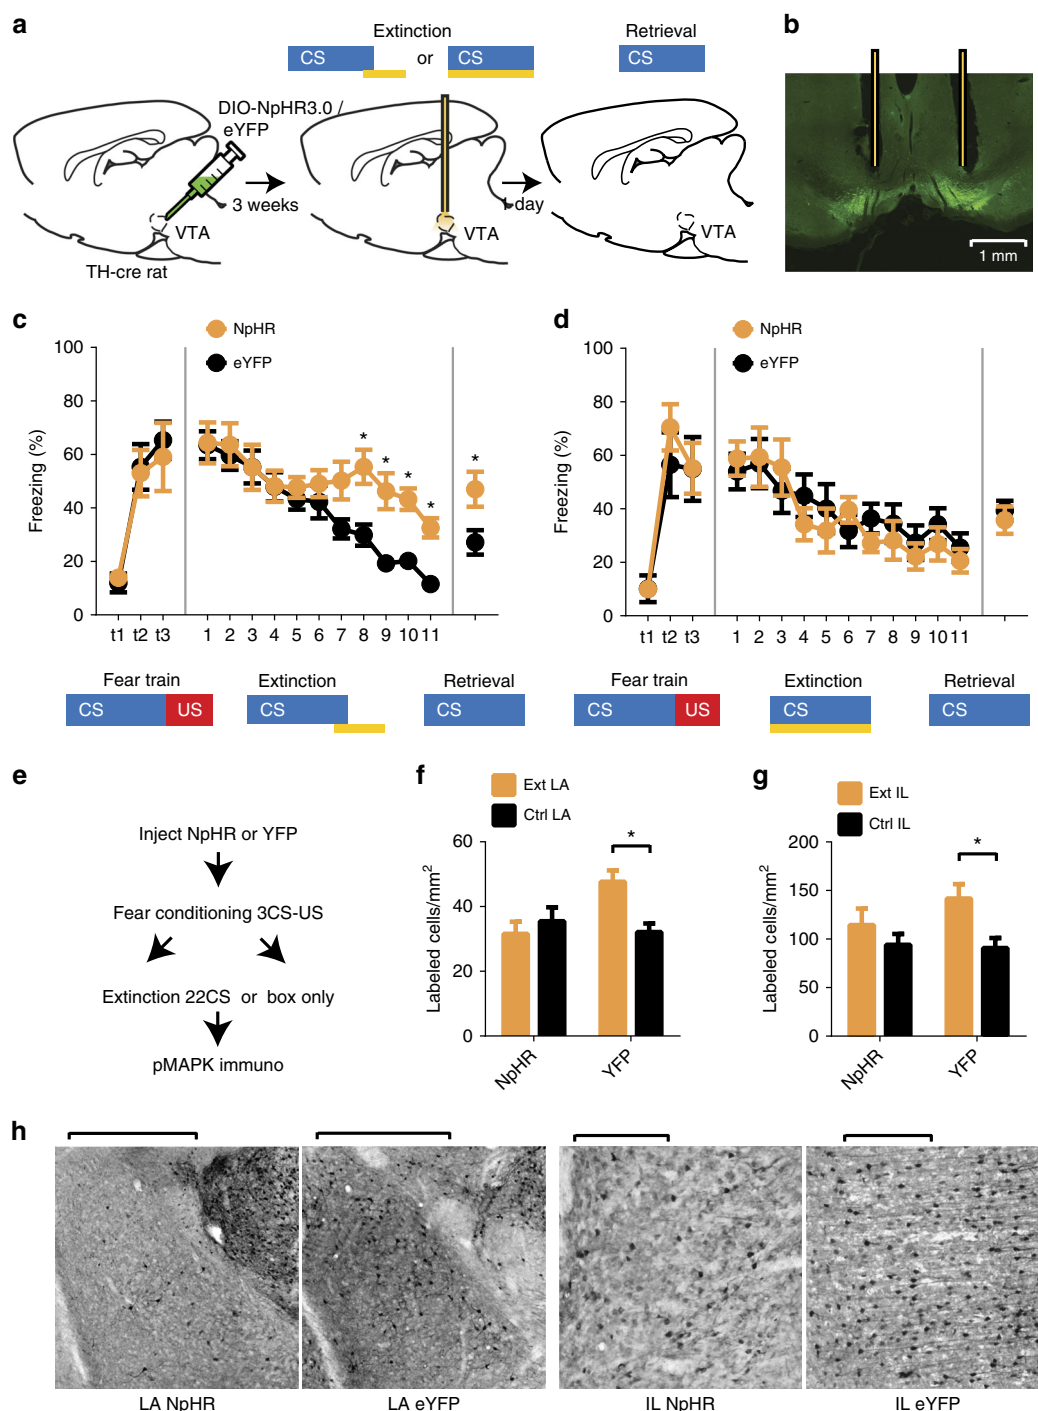 a
Extinction
Retrieval
CS or CS
CS
DIO-NpHR3.0 /
eYFP
3 weeks
VTA
TH-cre rat
VTA
1 day
VTA
b
1 mm
c
NpHR
eYFP
Freezing (%)
100
80
60
40
20
0
* * * * *
t1 t2 t3 1 2 3 4 5 6 7 8 9 10 11
Fear train Extinction Retrieval
CS US CS CS
d
NpHR
eYFP
Freezing (%)
100
80
60
40
20
0
t1 t2 t3 1 2 3 4 5 6 7 8 9 10 11
Fear train Extinction Retrieval
CS US CS CS
e
Inject NpHR or YFP
Fear conditioning 3CS-US
Extinction 22CS or box only
pMAPK immuno
f
Ext LA
Ctrl LA
Labeled cells/mm2
60
40
20
0
*
NpHR YFP
g
Ext IL
Ctrl IL
Labeled cells/mm2
200
150
100
50
0
*
NpHR YFP
h
LA NpHR LA eYFP IL NpHR IL eYFP